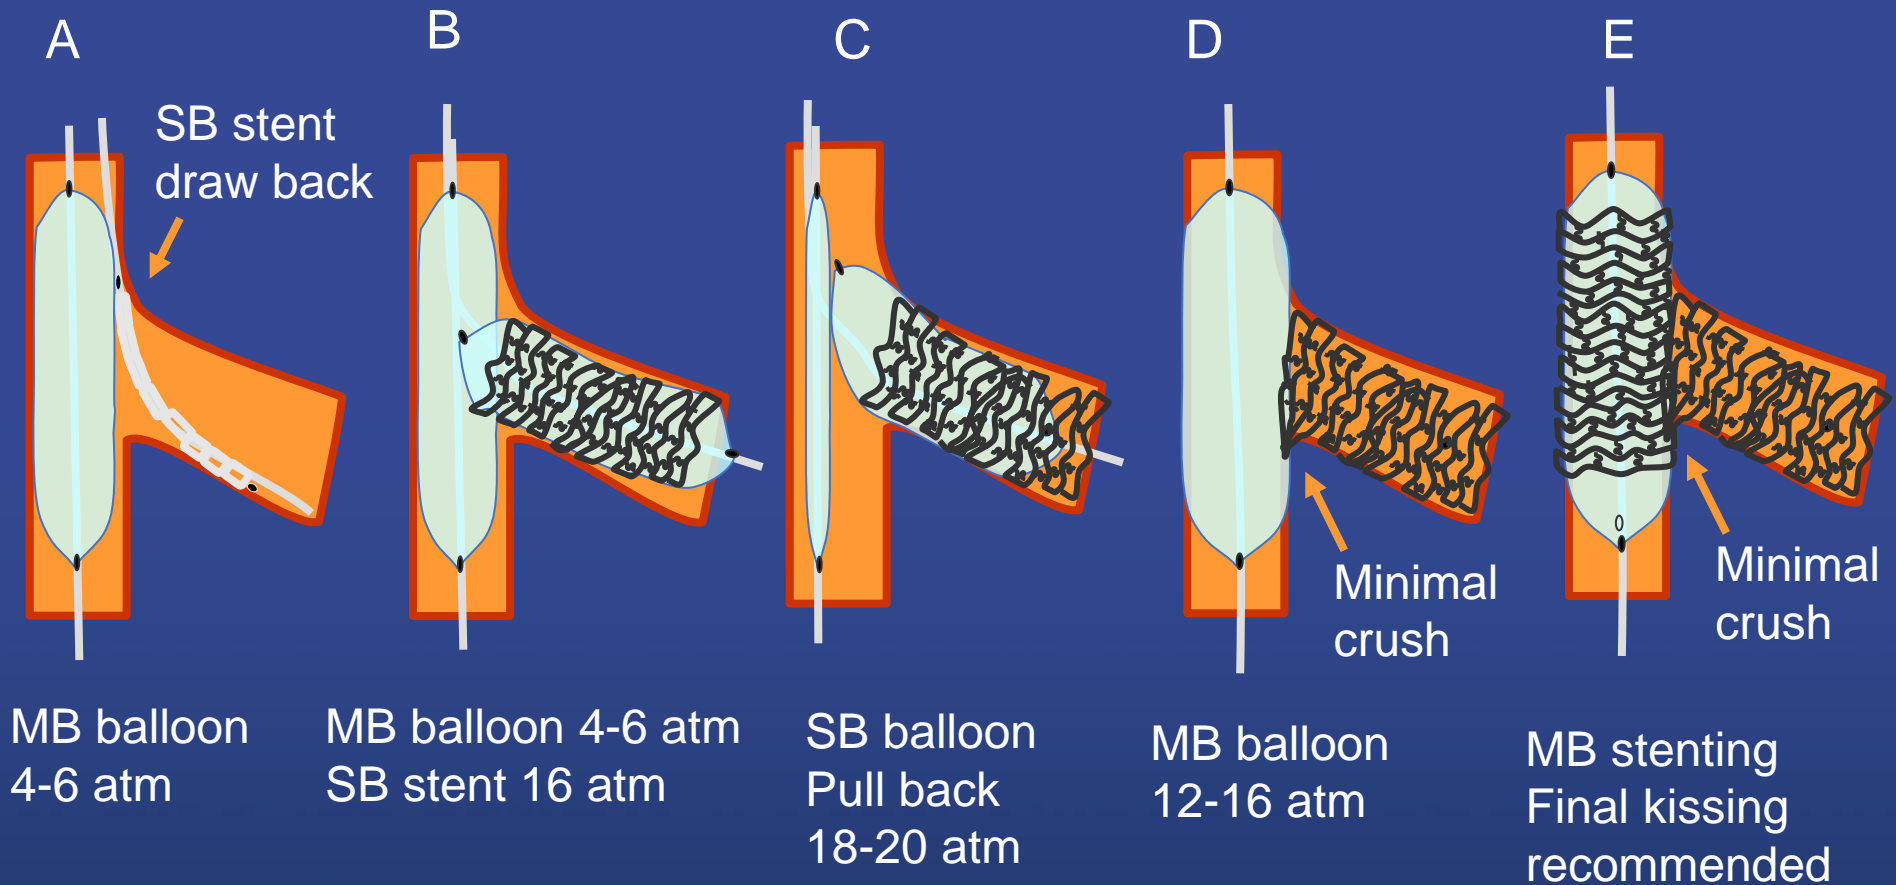 A
B
C
D
E
SB stent
draw back
Minimal
crush
Minimal
crush
MB balloon
4-6 atm
MB balloon 4-6 atm
SB stent 16 atm
SB balloon
Pull back
18-20 atm
MB balloon
12-16 atm
MB stenting
Final kissing
recommended